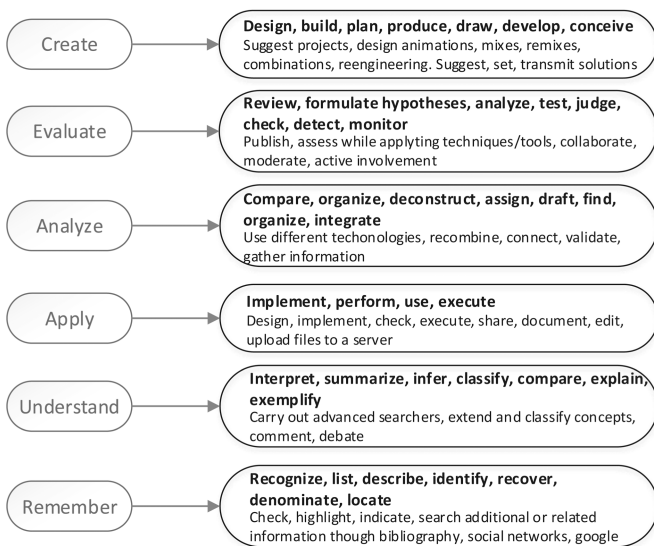 Create
Design, build, plan, produce, draw, develop, conceive
Suggest projects, design animations, mixes, remixes,
combinations, reengineering. Suggest, set, transmit solutions
Evaluate
Review, formulate hypotheses, analyze, test, judge,
check, detect, monitor
Publish, assess while applyting techniques/tools, collaborate,
moderate, active involvement
Analyze
Compare, organize, deconstruct, assign, draft, find,
organize, integrate
Use different techonologies, recombine, connect, validate,
gather information
Apply
Implement, perform, use, execute
Design, implement, check, execute, share, document, edit,
upload files to a server
Understand
Interpret, summarize, infer, classify, compare, explain,
exemplify
Carry out advanced searchers, extend and classify concepts,
comment, debate
Remember
Recognize, list, describe, identify, recover,
denominate, locate
Check, highlight, indicate, search additional or related
information though bibliography, social networks, google